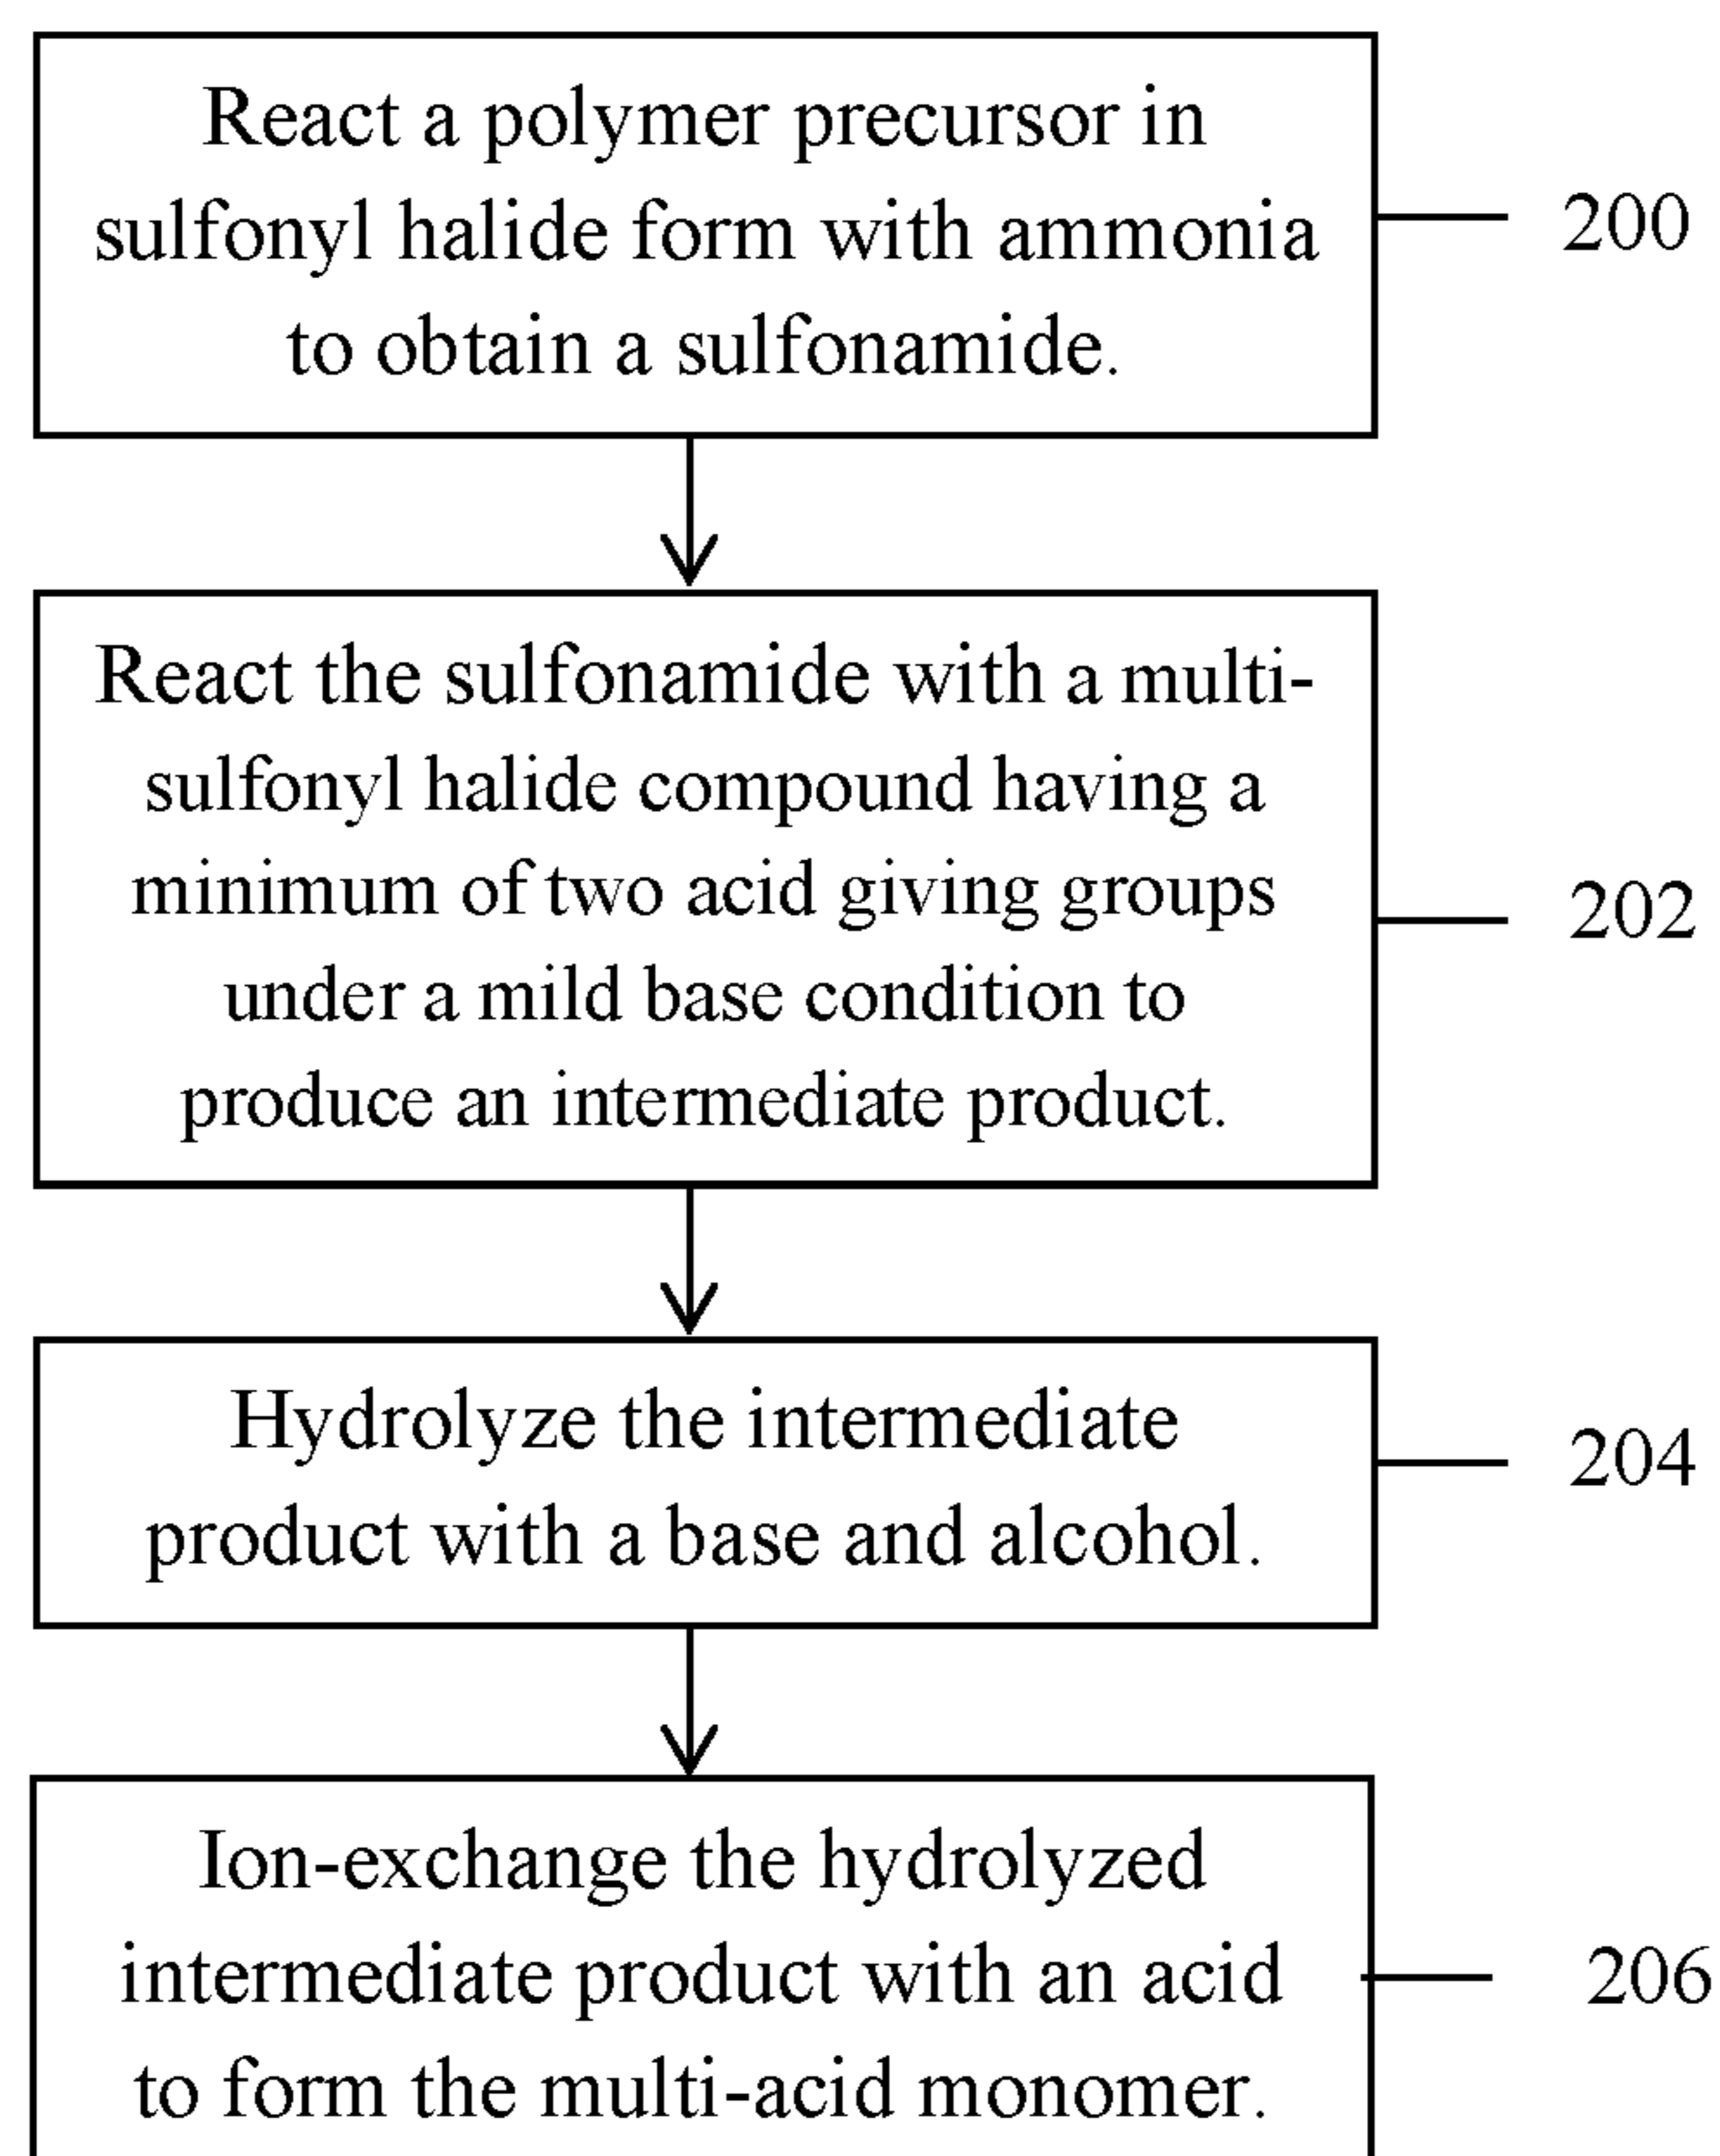 React a polymer precursor in
sulfonyl halide form with ammonia
to obtain a sulfonamide.
200
React the sulfonamide with a multi-
sulfonyl halide compound having a
minimum of two acid giving groups
under a mild base condition to
produce an intermediate product.
202
Hydrolyze the intermediate
product with a base and alcohol.
204
Ion-exchange the hydrolyzed
intermediate product with an acid
to form the multi-acid monomer.
206